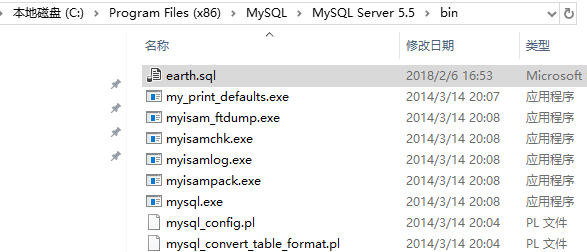 本地磁盘 (C:) > Program Files (x86) > MySQL > MySQL Server 5.5 > bin
名称 修改日期 类型
earth.sql 2018/2/6 16:53 Microsoft
my_print_defaults.exe 2014/3/14 20:07 应用程序
myisam_ftdump.exe 2014/3/14 20:08 应用程序
myisamchk.exe 2014/3/14 20:08 应用程序
myisamlog.exe 2014/3/14 20:08 应用程序
myisampack.exe 2014/3/14 20:08 应用程序
mysql.exe 2014/3/14 20:08 应用程序
mysql_config.pl 2014/3/14 20:04 PL 文件
mysql_convert_table_format.pl 2014/3/14 20:04 PL 文件